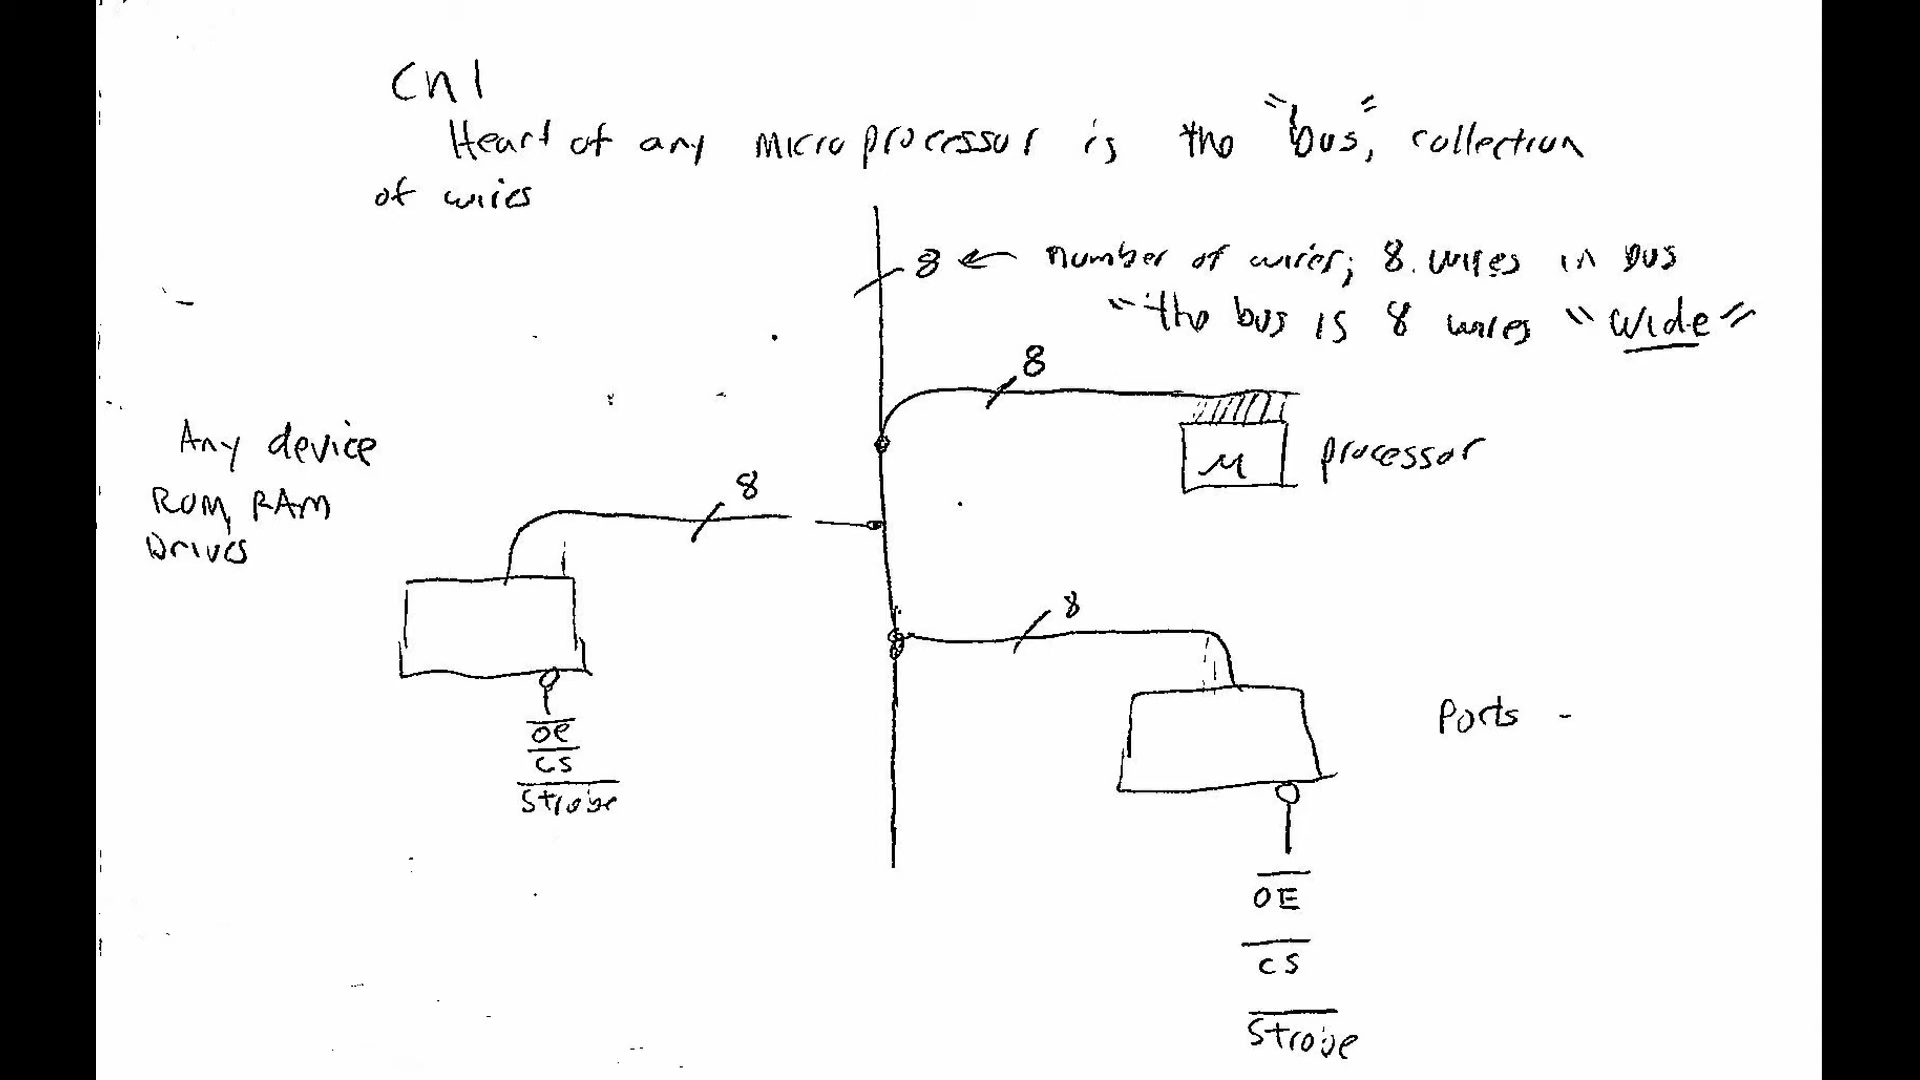 Ch 1
Heart of any microprocessor is the "bus", collection
of wires
8 ← number of wires; 8 wires in bus
"the bus is 8 wires "wide"
8
Any device
ROM, RAM
Drives
8
μ
processor
8
Ports -
OE
CS
Strobe
OE
CS
Strobe